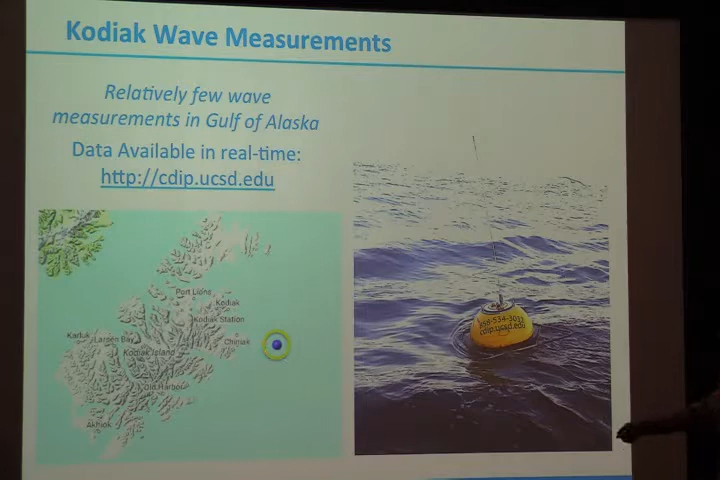 Kodiak Wave Measurements
Relatively few wave
measurements in Gulf of Alaska
Data Available in real-time:
http://cdip.ucsd.edu
Port Lions
Kodiak
Kodiak Station
Chiniak
Karluk
Larsen Bay
Kodiak Island
Old Harbor
Akhiok
858-534-3011
cdip.ucsd.edu